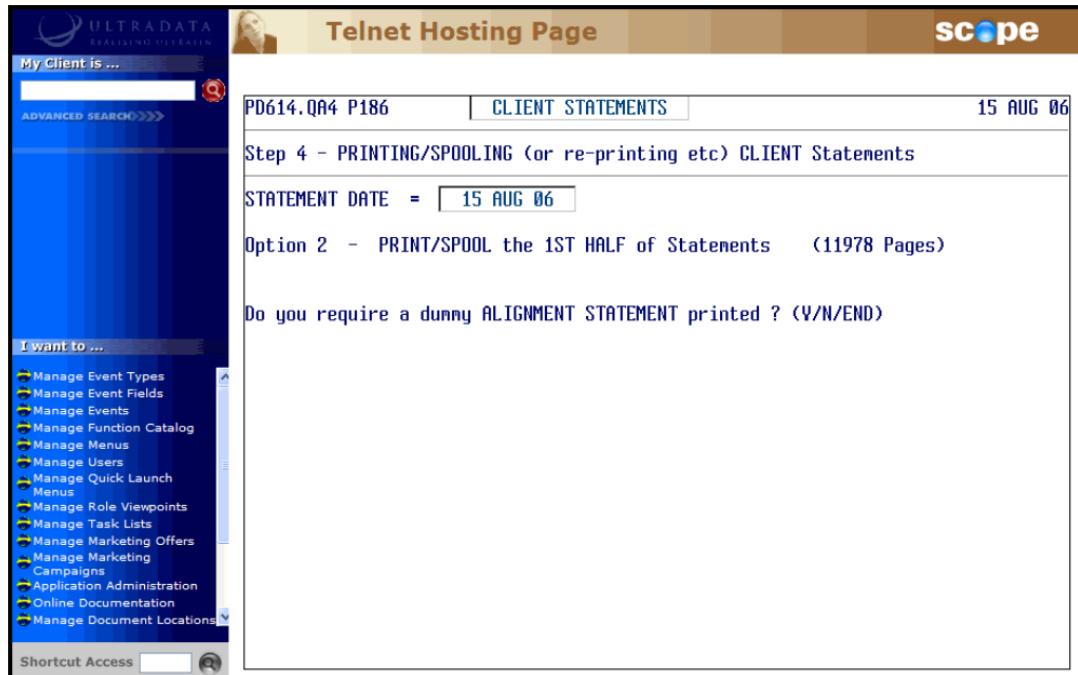 ULTRADATA
Telnet Hosting Page
scope
My Client is ...
ADVANCED SEARCH
PD614.QA4 P186 CLIENT STATEMENTS 15 AUG 06
Step 4 - PRINTING/SPOOLING (or re-printing etc) CLIENT Statements
STATEMENT DATE = 15 AUG 06
Option 2 - PRINT/SPOOL the 1ST HALF of Statements (11978 Pages)
Do you require a dummy ALIGNMENT STATEMENT printed ? (Y/N/END)
I want to ...
Manage Event Types
Manage Event Fields
Manage Events
Manage Function Catalog
Manage Menus
Manage Users
Manage Quick Launch
Menus
Manage Role Viewpoints
Manage Task Lists
Manage Marketing Offers
Manage Marketing
Campaigns
Application Administration
Online Documentation
Manage Document Locations
Shortcut Access